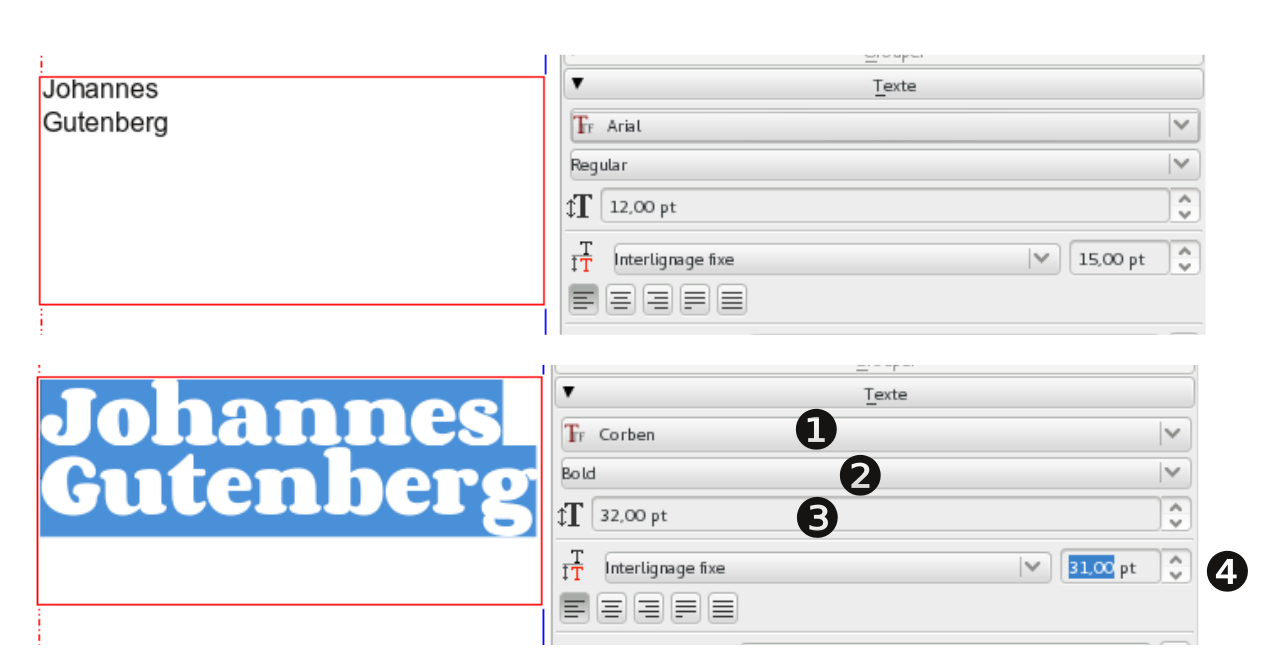 Johannes
Gutenberg
Grouper
Texte
Arial
Regular
12,00 pt
Interlignage fixe 15,00 pt
Johannes
Gutenberg
Texte
Corben 1
Bold 2
32,00 pt 3
Interlignage fixe 31,00 pt 4